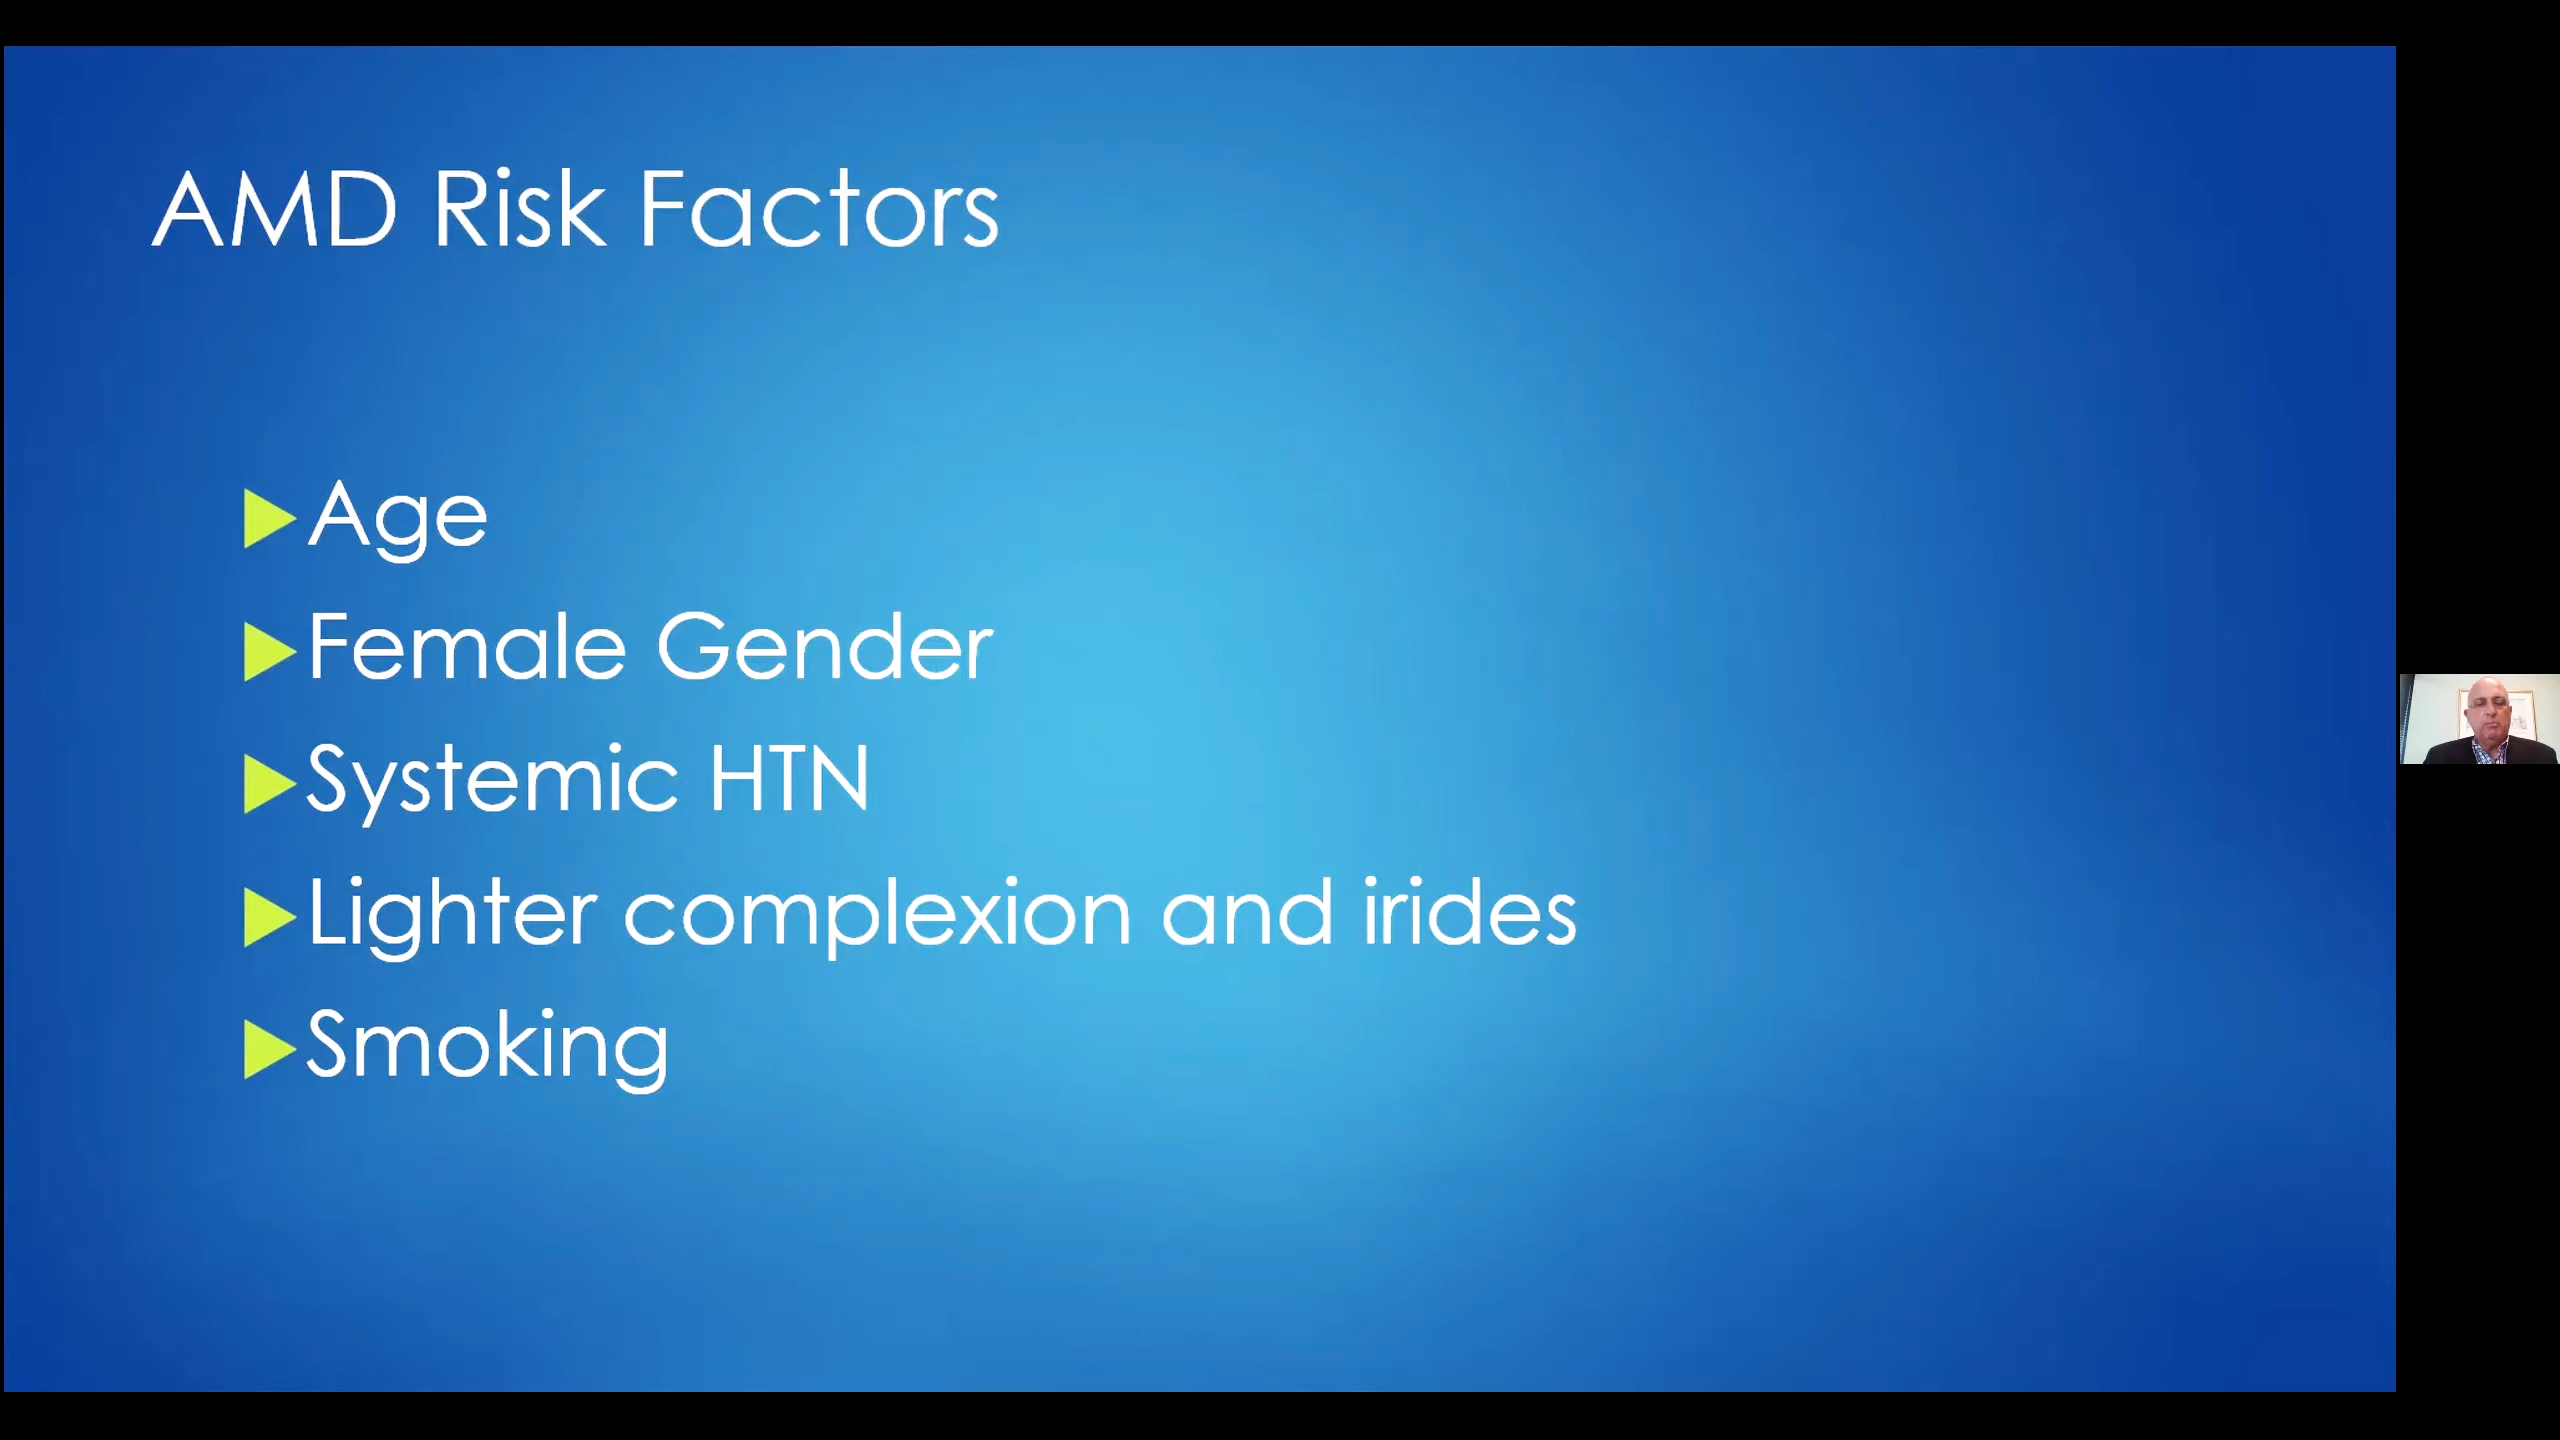 AMD Risk Factors
Age
Female Gender
Systemic HTN
Lighter complexion and irides
Smoking